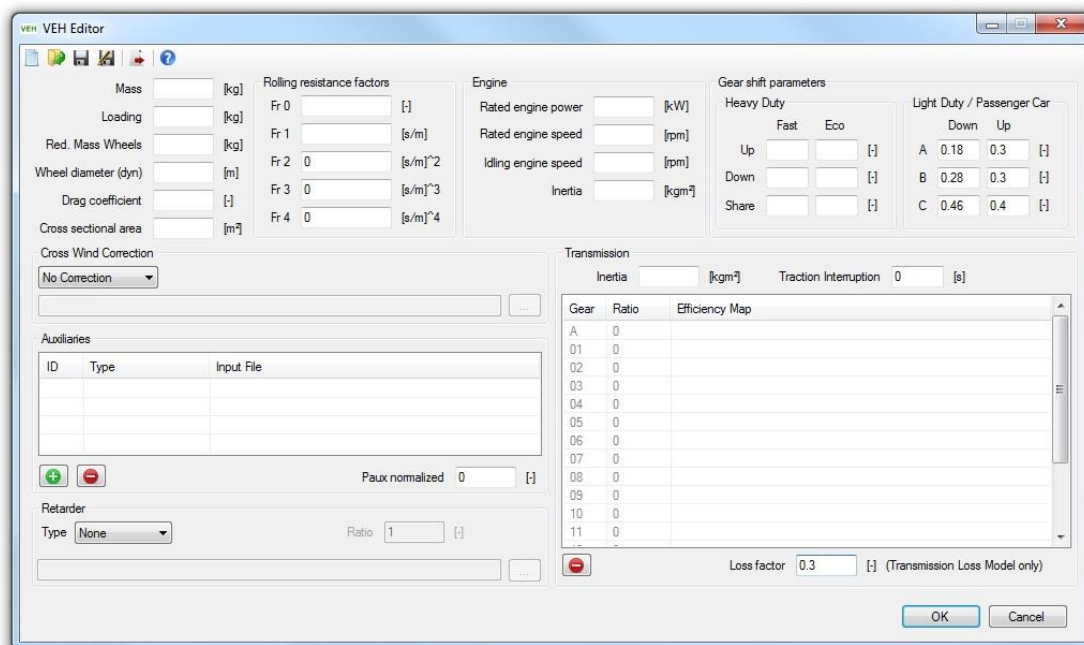 VEH VEH Editor
Mass [kg]
Loading [kg]
Red. Mass Wheels [kg]
Wheel diameter (dyn) [m]
Drag coefficient [-]
Cross sectional area [m²]
Rolling resistance factors
Fr 0 [-]
Fr 1 [s/m]
Fr 2 0 [s/m]^2
Fr 3 0 [s/m]^3
Fr 4 0 [s/m]^4
Engine
Rated engine power [kW]
Rated engine speed [rpm]
Idling engine speed [rpm]
Inertia [kgm²]
Gear shift parameters
Heavy Duty
Fast Eco
Up [-]
Down [-]
Share [-]
Light Duty / Passenger Car
Down Up
A 0.18 0.3 [-]
B 0.28 0.3 [-]
C 0.46 0.4 [-]
Cross Wind Correction
No Correction
...
Auxiliaries
ID Type Input File
Paux normalized 0 [-]
Retarder
Type None Ratio 1 [-]
...
Transmission
Inertia [kgm²] Traction Interruption 0 [s]
Gear Ratio Efficiency Map
A 0
01 0
02 0
03 0
04 0
05 0
06 0
07 0
08 0
09 0
10 0
11 0
Loss factor 0.3 [-] (Transmission Loss Model only)
OK Cancel